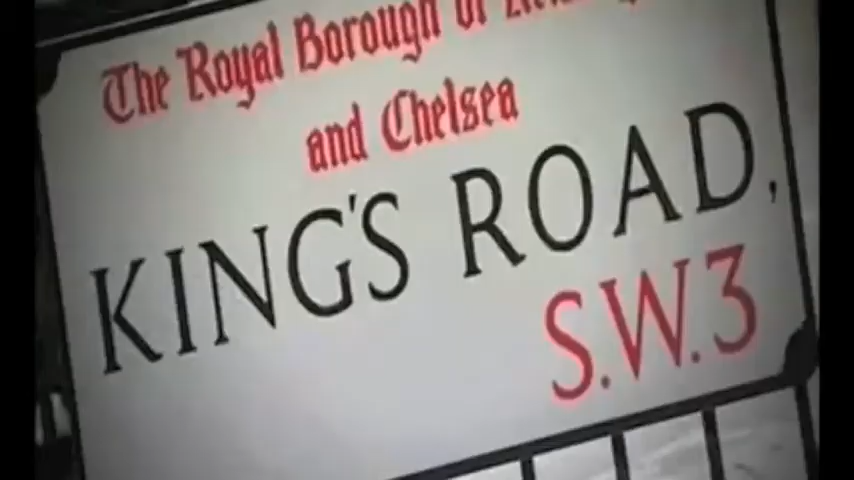 The Royal Borough of
and Chelsea
KING'S ROAD,
S.W.3